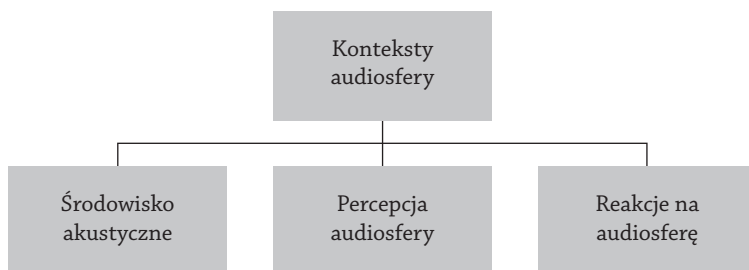 Konteksty
audiosfery
Środowisko
akustyczne
Percepcja
audiosfery
Reakcje na
audiosferę